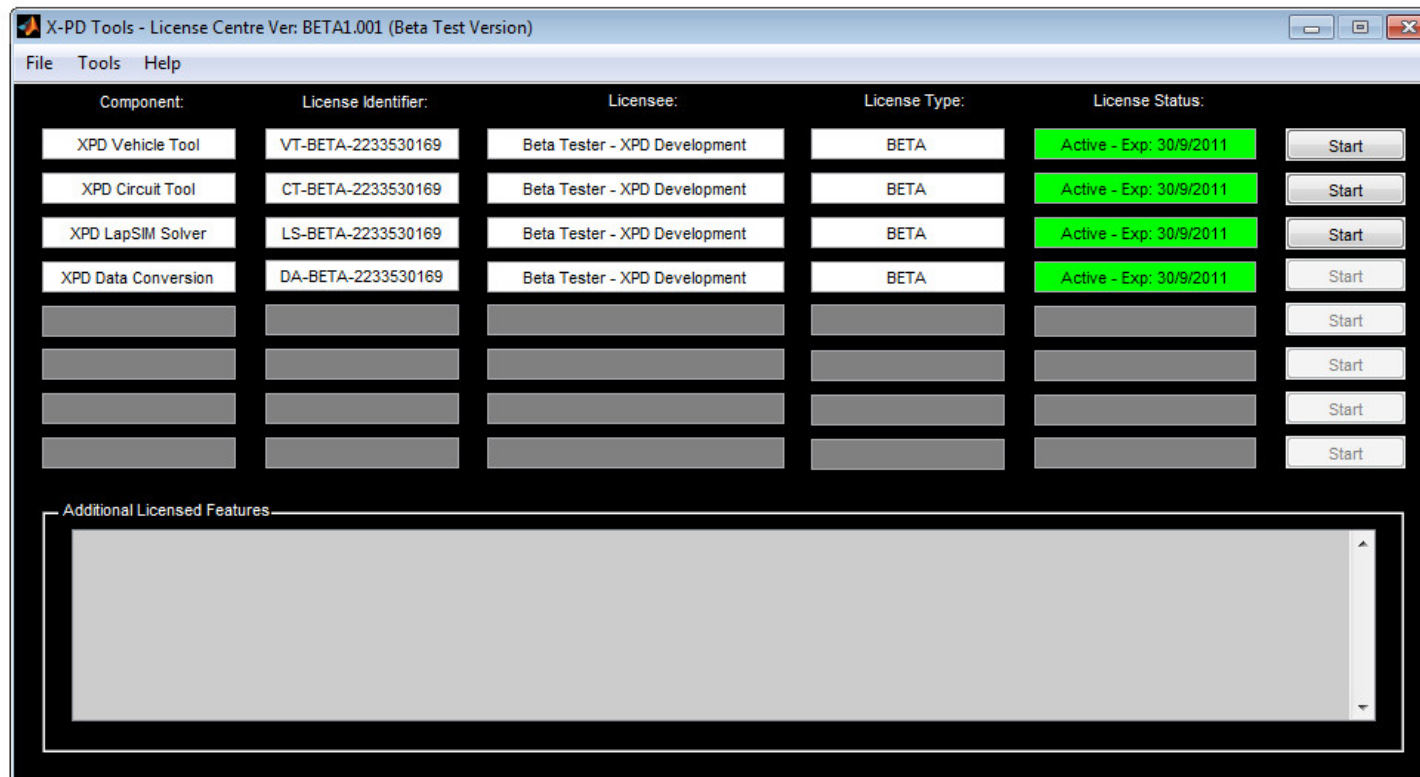 X-PD Tools - License Centre Ver: BETA1.001 (Beta Test Version)
File Tools Help
Component: License Identifier: Licensee: License Type: License Status:
XPD Vehicle Tool VT-BETA-2233530169 Beta Tester - XPD Development BETA Active - Exp: 30/9/2011 Start
XPD Circuit Tool CT-BETA-2233530169 Beta Tester - XPD Development BETA Active - Exp: 30/9/2011 Start
XPD LapSIM Solver LS-BETA-2233530169 Beta Tester - XPD Development BETA Active - Exp: 30/9/2011 Start
XPD Data Conversion DA-BETA-2233530169 Beta Tester - XPD Development BETA Active - Exp: 30/9/2011 Start
Start
Start
Start
Start
Additional Licensed Features